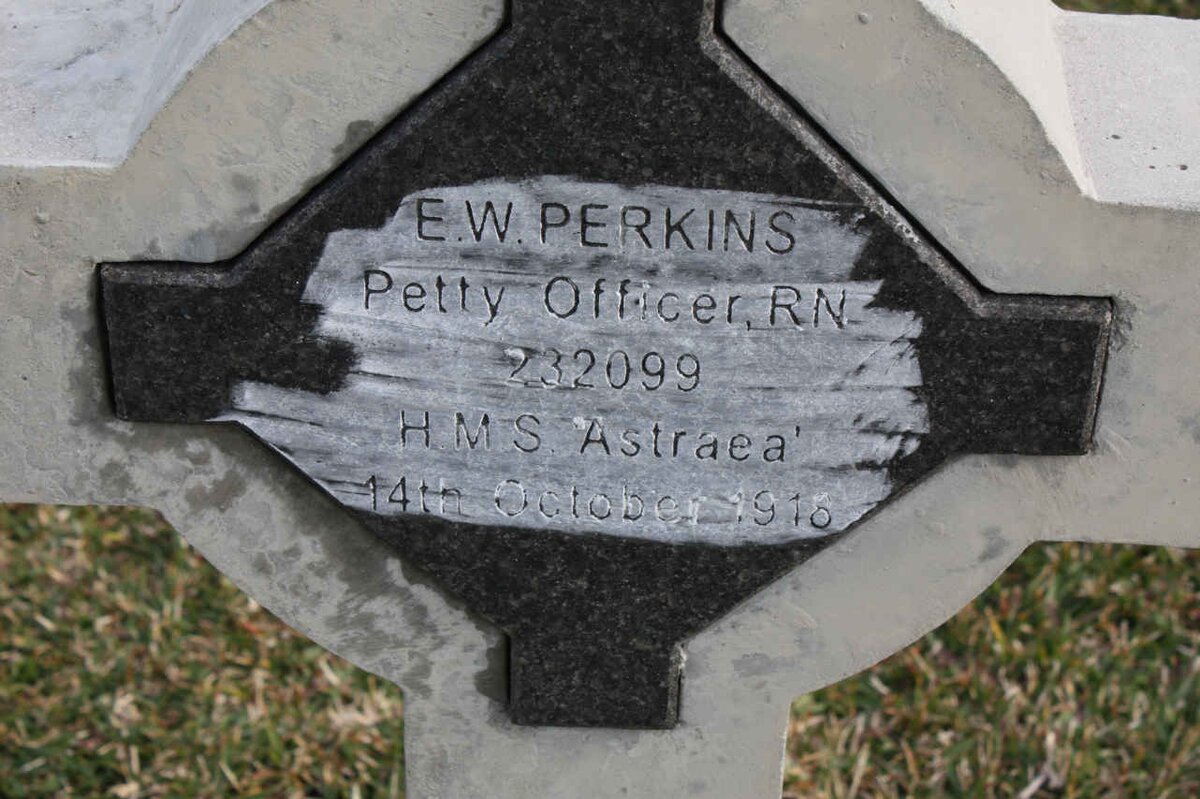 E.W. PERKINS
Petty Officer, RN
232099
H.M.S. 'Astraea'
14th October 1918